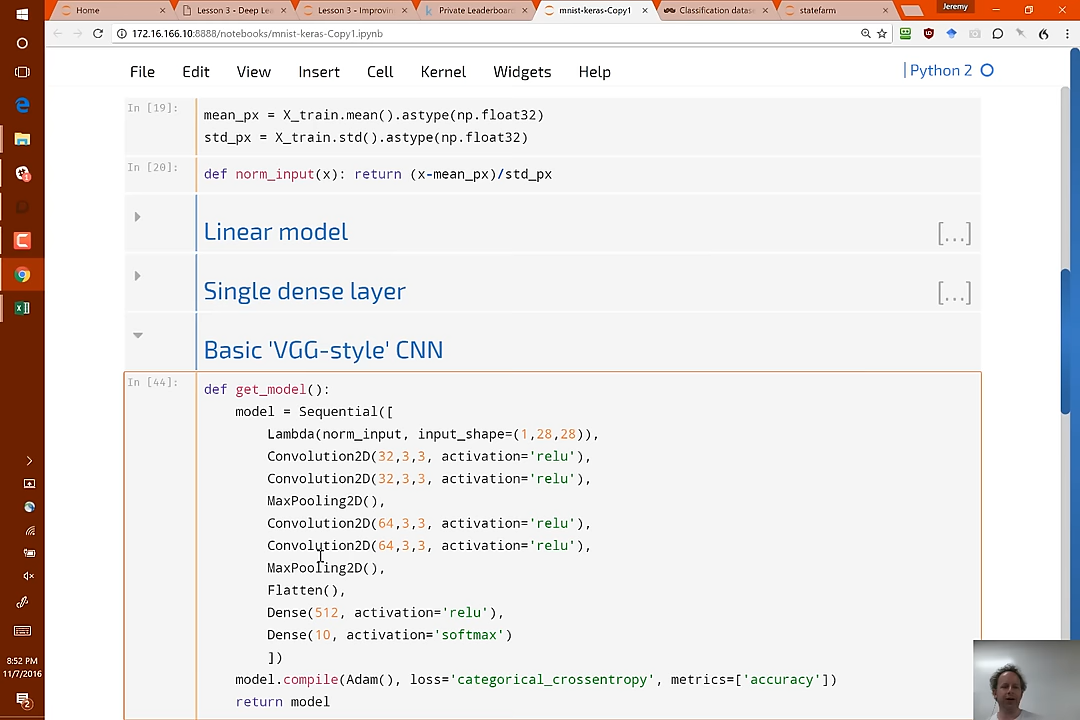 Home
Lesson 3 - Deep Lea
Lesson 3 - Improvin
Private Leaderboard
mnist-keras-Copy1
Classification datas
statefarm
Jeremy
172.16.166.10:8888/notebooks/mnist-keras-Copy1.ipynb
File Edit View Insert Cell Kernel Widgets Help
Python 2
In [19]:
mean_px = X_train.mean().astype(np.float32)
std_px = X_train.std().astype(np.float32)
In [20]:
def norm_input(x): return (x-mean_px)/std_px
Linear model [...]
Single dense layer [...]
Basic 'VGG-style' CNN
In [44]:
def get_model():
model = Sequential([
Lambda(norm_input, input_shape=(1,28,28)),
Convolution2D(32,3,3, activation='relu'),
Convolution2D(32,3,3, activation='relu'),
MaxPooling2D(),
Convolution2D(64,3,3, activation='relu'),
Convolution2D(64,3,3, activation='relu'),
MaxPooling2D(),
Flatten(),
Dense(512, activation='relu'),
Dense(10, activation='softmax')
])
model.compile(Adam(), loss='categorical_crossentropy', metrics=['accuracy'])
return model
8:52 PM
11/7/2016
2